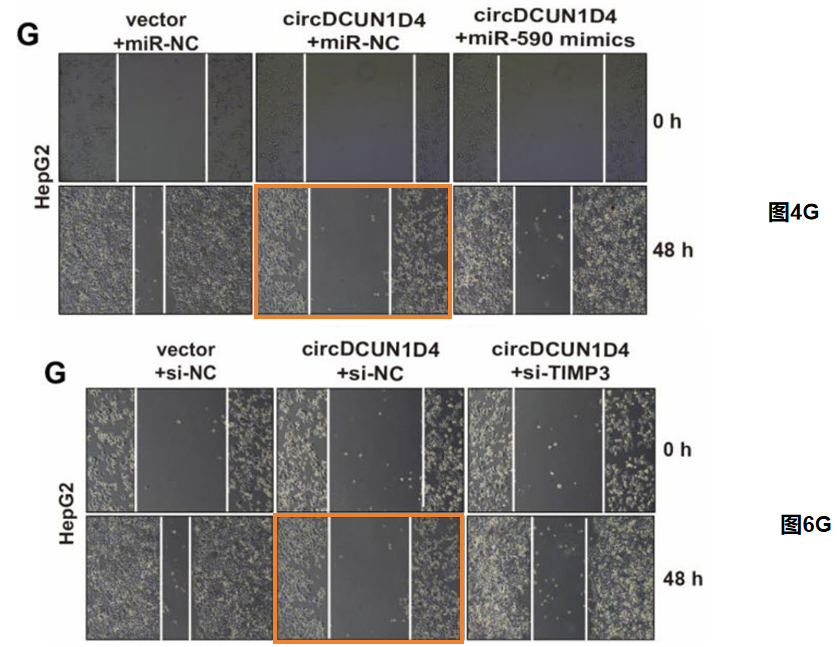 G
vector
+miR-NC
circDCUN1D4
+miR-NC
circDCUN1D4
+miR-590 mimics
HepG2
0 h
48 h
图4G
G
vector
+si-NC
circDCUN1D4
+si-NC
circDCUN1D4
+si-TIMP3
HepG2
0 h
48 h
图6G